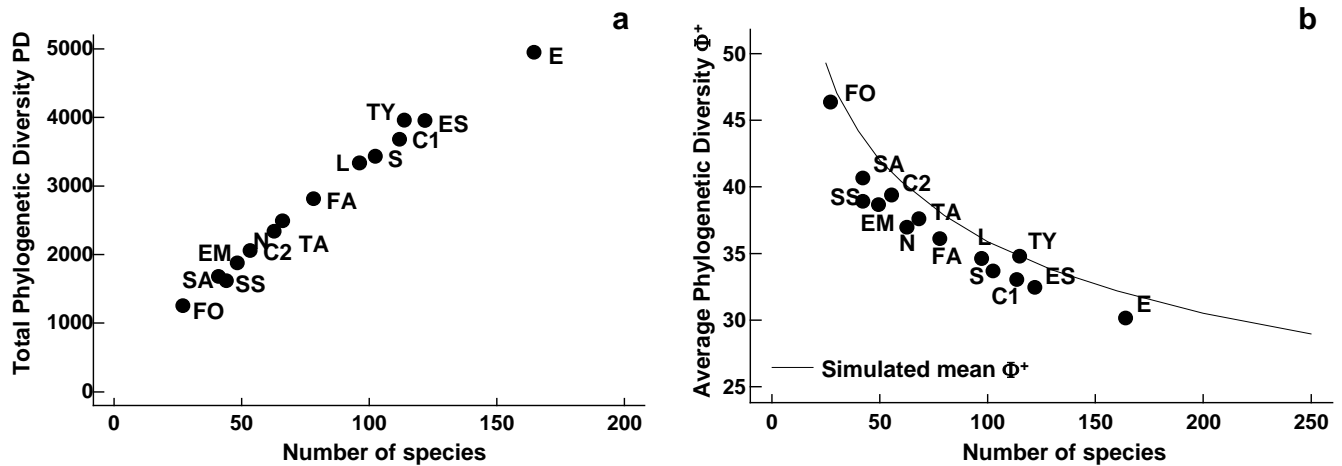 a
Total Phylogenetic Diversity PD
5000
4000
3000
2000
1000
0
E
TY
ES
C1
L
S
FA
N
TA
EM
C2
SA
SS
FO
0 50 100 150 200
Number of species
b
Average Phylogenetic Diversity Φ⁺
50
45
40
35
30
25
FO
SA
C2
SS
EM
TA
N
FA
L
TY
S
C1
ES
E
Simulated mean Φ⁺
0 50 100 150 200 250
Number of species